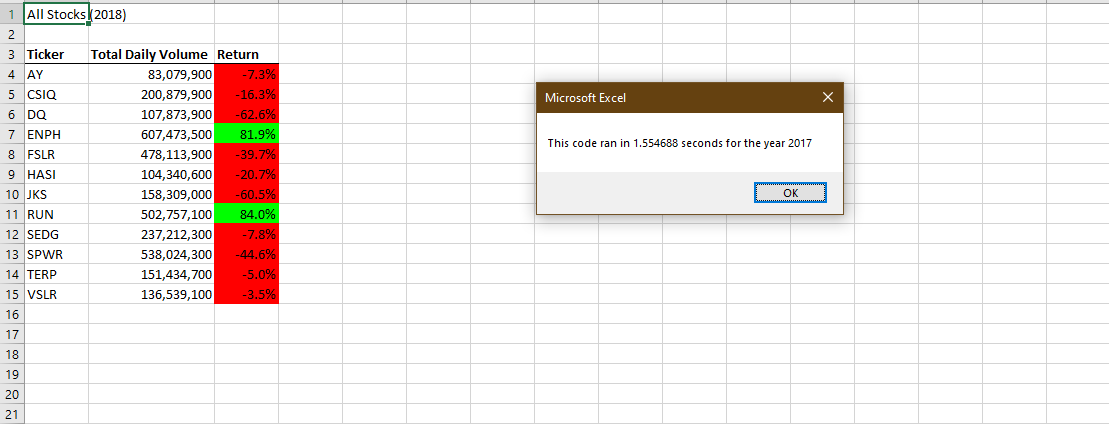 1 All Stocks (2018)
2
3 Ticker Total Daily Volume Return
4 AY 83,079,900 -7.3%
5 CSIQ 200,879,900 -16.3%
6 DQ 107,873,900 -62.6%
7 ENPH 607,473,500 81.9%
8 FSLR 478,113,900 -39.7%
9 HASI 104,340,600 -20.7%
10 JKS 158,309,000 -60.5%
11 RUN 502,757,100 84.0%
12 SEDG 237,212,300 -7.8%
13 SPWR 538,024,300 -44.6%
14 TERP 151,434,700 -5.0%
15 VSLR 136,539,100 -3.5%
16
17
18
19
20
21
Microsoft Excel
This code ran in 1.554688 seconds for the year 2017
OK